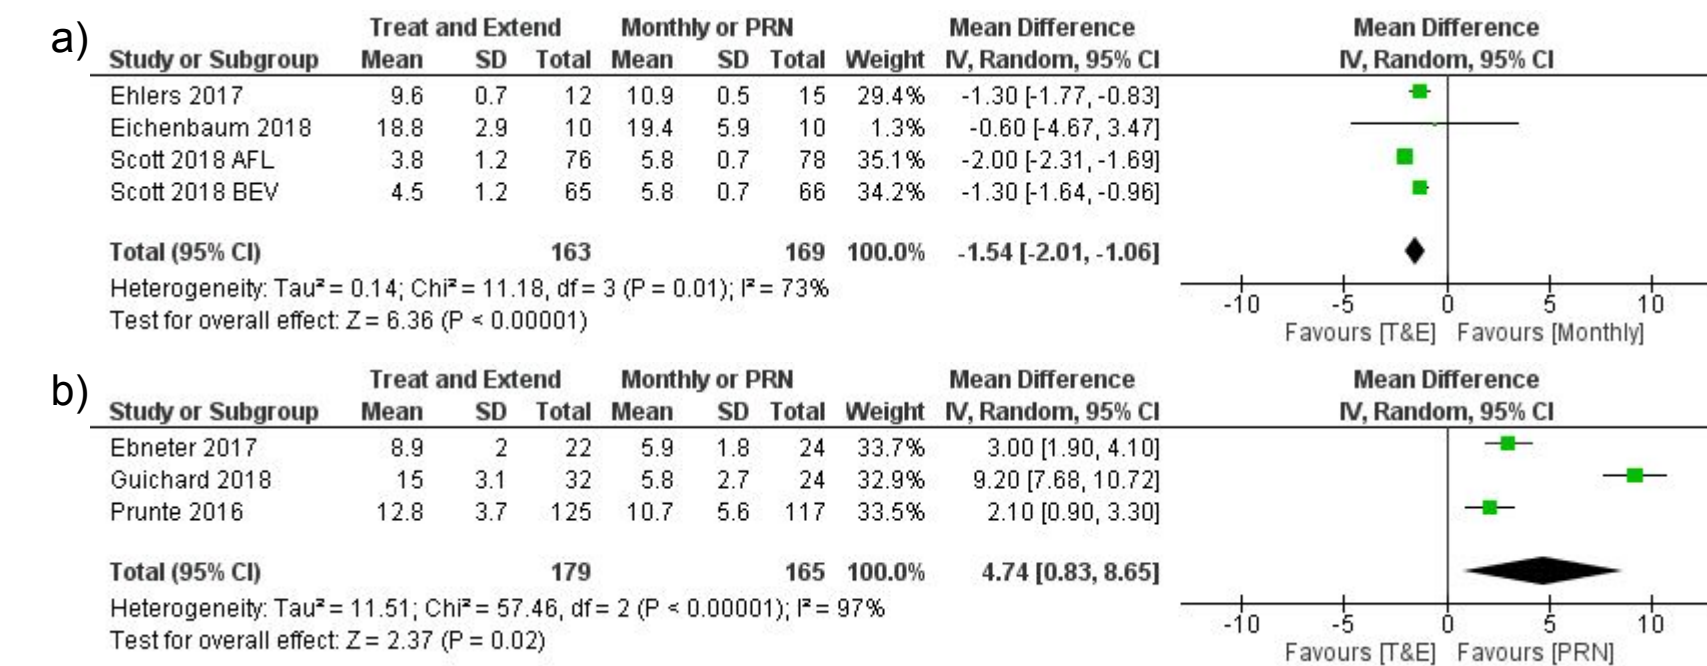 a)
Treat and Extend Monthly or PRN Mean Difference Mean Difference
Study or Subgroup Mean SD Total Mean SD Total Weight IV, Random, 95% CI IV, Random, 95% CI
Ehlers 2017 9.6 0.7 12 10.9 0.5 15 29.4% -1.30 [-1.77, -0.83]
Eichenbaum 2018 18.8 2.9 10 19.4 5.9 10 1.3% -0.60 [-4.67, 3.47]
Scott 2018 AFL 3.8 1.2 76 5.8 0.7 78 35.1% -2.00 [-2.31, -1.69]
Scott 2018 BEV 4.5 1.2 65 5.8 0.7 66 34.2% -1.30 [-1.64, -0.96]
Total (95% CI) 163 169 100.0% -1.54 [-2.01, -1.06]
Heterogeneity: Tau² = 0.14; Chi² = 11.18, df = 3 (P = 0.01); I² = 73%
Test for overall effect: Z = 6.36 (P < 0.00001)
-10 -5 0 5 10
Favours [T&E] Favours [Monthly]
b)
Treat and Extend Monthly or PRN Mean Difference Mean Difference
Study or Subgroup Mean SD Total Mean SD Total Weight IV, Random, 95% CI IV, Random, 95% CI
Ebneter 2017 8.9 2 22 5.9 1.8 24 33.7% 3.00 [1.90, 4.10]
Guichard 2018 15 3.1 32 5.8 2.7 24 32.9% 9.20 [7.68, 10.72]
Prunte 2016 12.8 3.7 125 10.7 5.6 117 33.5% 2.10 [0.90, 3.30]
Total (95% CI) 179 165 100.0% 4.74 [0.83, 8.65]
Heterogeneity: Tau² = 11.51; Chi² = 57.46, df = 2 (P < 0.00001); I² = 97%
Test for overall effect: Z = 2.37 (P = 0.02)
-10 -5 0 5 10
Favours [T&E] Favours [PRN]